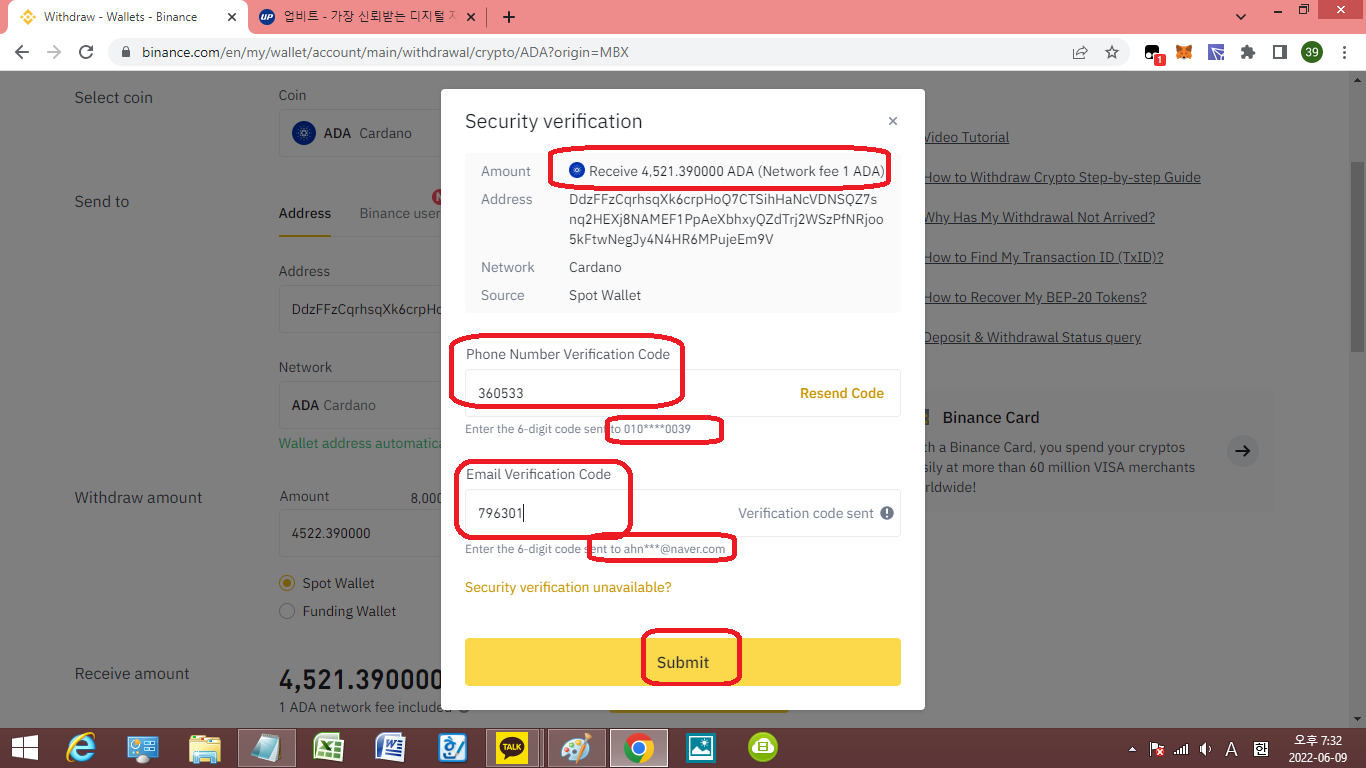 Withdraw - Wallets - Binance
업비트 - 가장 신뢰받는 디지털 자
binance.com/en/my/wallet/account/main/withdrawal/crypto/ADA?origin=MBX
1
39
Select coin
Coin
ADA Cardano
Send to
Address
Binance user
Address
DdzFFzCqrhsqXk6crpHo
Network
ADA Cardano
Wallet address automatica
Withdraw amount
Amount
8,000
4522.390000
Spot Wallet
Funding Wallet
Receive amount
4,521.390000
1 ADA network fee included
Security verification
Amount
Receive 4,521.390000 ADA (Network fee 1 ADA)
Address
DdzFFzCqrhsqXk6crpHoQ7CTSihHaNcVDNSQZ7s
nq2HEXj8NAMEF1PpAeXbhxyQZdTrj2WSzPfNRjoo
5kFtwNegJy4N4HR6MPujeEm9V
Network
Cardano
Source
Spot Wallet
Phone Number Verification Code
360533
Resend Code
Enter the 6-digit code sent to 010****0039
Email Verification Code
796301
Verification code sent
Enter the 6-digit code sent to ahn***@naver.com
Security verification unavailable?
Submit
Video Tutorial
How to Withdraw Crypto Step-by-step Guide
Why Has My Withdrawal Not Arrived?
How to Find My Transaction ID (TxID)?
How to Recover My BEP-20 Tokens?
Deposit & Withdrawal Status query
Binance Card
h a Binance Card, you spend your cryptos
sily at more than 60 million VISA merchants
rldwide!
TALK
A
한
오후 7:32
2022-06-09